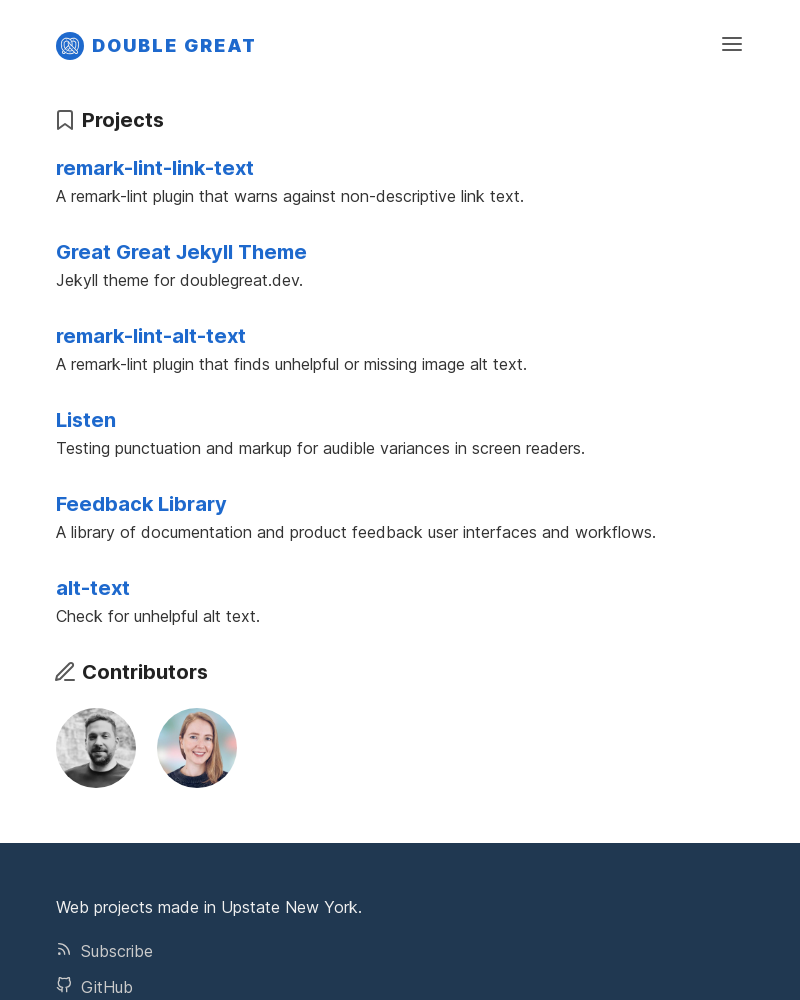 DOUBLE GREAT
Projects
remark-lint-link-text
A remark-lint plugin that warns against non-descriptive link text.
Great Great Jekyll Theme
Jekyll theme for doublegreat.dev.
remark-lint-alt-text
A remark-lint plugin that finds unhelpful or missing image alt text.
Listen
Testing punctuation and markup for audible variances in screen readers.
Feedback Library
A library of documentation and product feedback user interfaces and workflows.
alt-text
Check for unhelpful alt text.
Contributors
Web projects made in Upstate New York.
Subscribe
GitHub